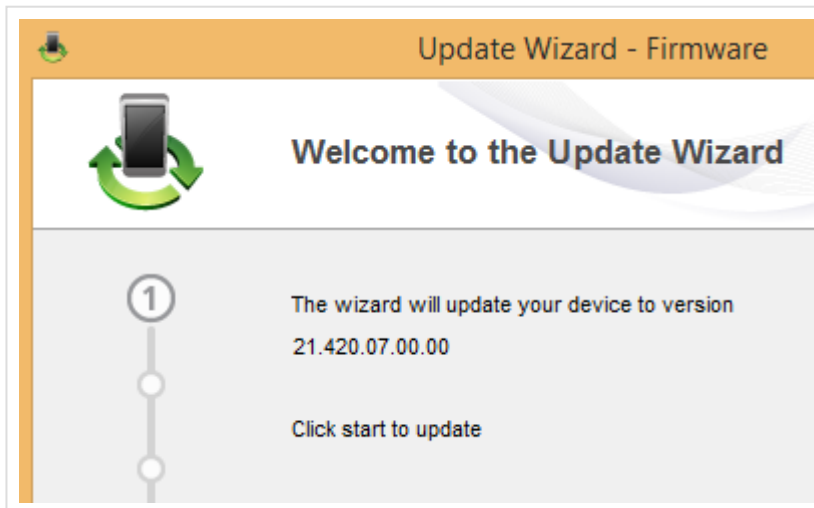 Update Wizard - Firmware
Welcome to the Update Wizard
1
The wizard will update your device to version
21.420.07.00.00
Click start to update